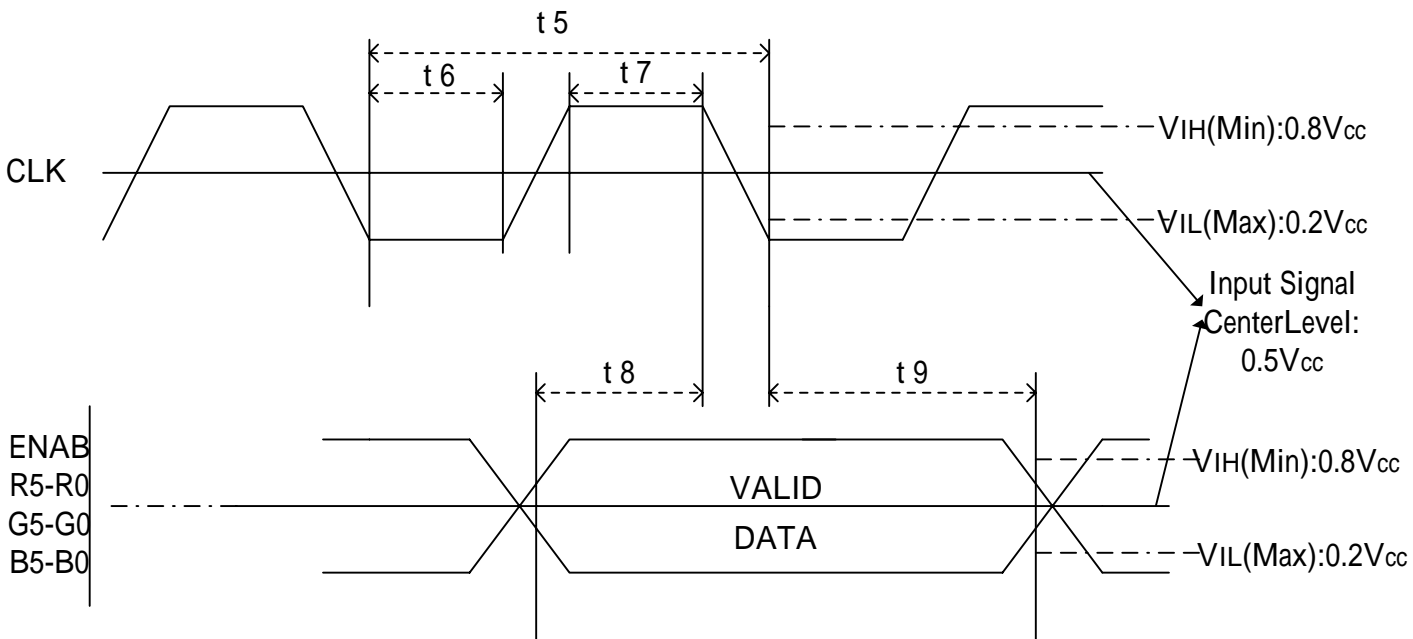 t 5
t 6
t 7
VIH(Min):0.8Vcc
CLK
VIL(Max):0.2Vcc
Input Signal
CenterLevel:
0.5Vcc
t 8
t 9
ENAB
R5-R0
G5-G0
B5-B0
VALID
DATA
VIH(Min):0.8Vcc
VIL(Max):0.2Vcc